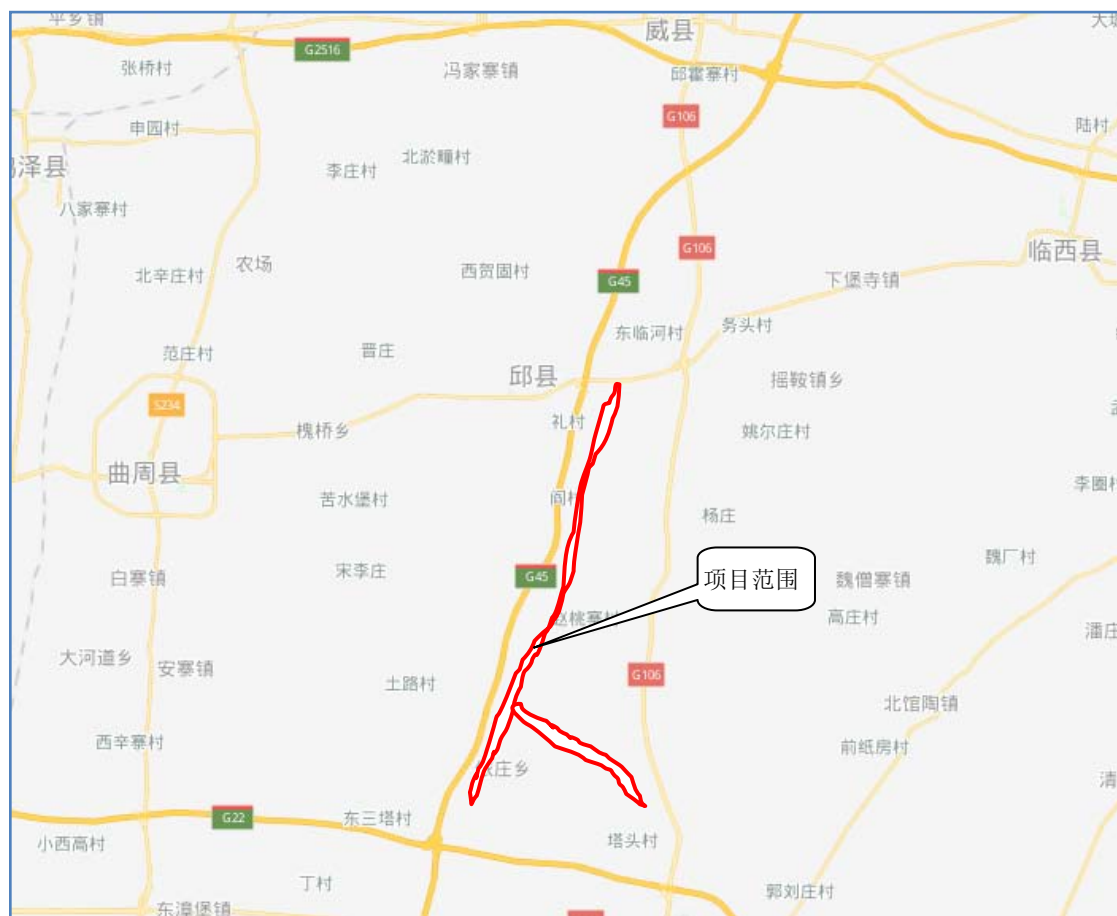 平乡镇
威县
G2516
张桥村
冯家寨镇
邱霍寨村
G106
申园村
陆村
北淤疃村
李庄村
泽县
八家寨村
G106
临西县
农场
北辛庄村
西贺固村
G45
下堡寺镇
东临河村
务头村
范庄村
晋庄
邱县
摇鞍镇乡
S234
礼村
槐桥乡
姚尔庄村
曲周县
李圈村
苦水堡村
阎村
杨庄
魏厂村
宋李庄
白寨镇
G45
项目范围
魏僧寨镇
赵桃寨村
高庄村
潘庄
大河道乡
安寨镇
土路村
G106
北馆陶镇
西辛寨村
前纸房村
庄乡
清
G22
东三塔村
小西高村
塔头村
丁村
郭刘庄村
东漳堡镇